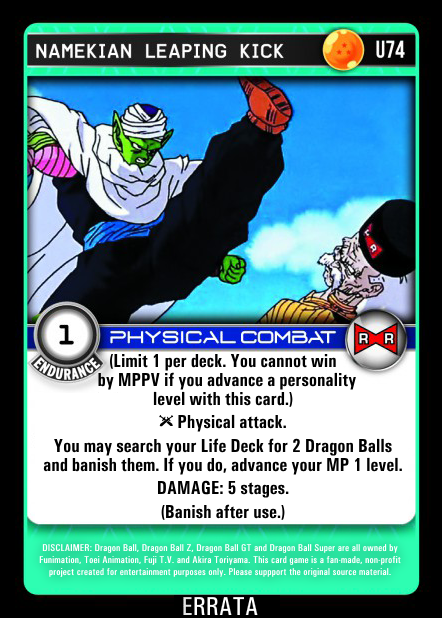 NAMEKIAN LEAPING KICK U74
1
ENDURANCE
PHYSICAL COMBAT
R R
(Limit 1 per deck. You cannot win
by MPPV if you advance a personality
level with this card.)
Physical attack.
You may search your Life Deck for 2 Dragon Balls
and banish them. If you do, advance your MP 1 level.
DAMAGE: 5 stages.
(Banish after use.)
DISCLAIMER: Dragon Ball, Dragon Ball Z, Dragon Ball GT and Dragon Ball Super are all owned by
Funimation, Toei Animation, Fuji T.V. and Akira Toriyama. This card game is a fan-made, non-profit
project created for entertainment purposes only. Please suppport the original source material.
ERRATA